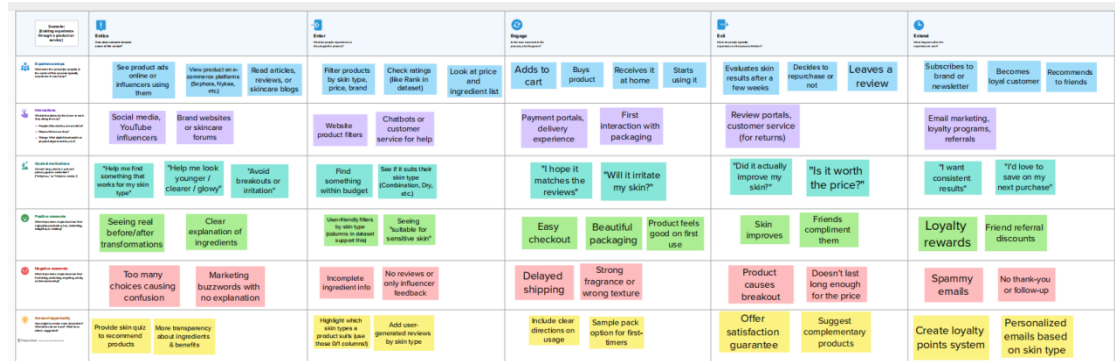 Scenario:
(Existing experience
through a product or
service)
Entice
Enter
Engage
Exit
Extend
See product ads
online or
influencers using
them
View product on e-
commerce platforms
(Sephora, Nykaa,
etc.)
Read articles,
reviews, or
skincare blogs
Filter products
by skin type,
price, brand
Check ratings
(like Rank in
dataset)
Look at price
and
ingredient list
Adds to
cart
Buys
product
Receives it
at home
Starts
using it
Evaluates skin
results after a
few weeks
Decides to
repurchase or
not
Leaves a
review
Subscribes to
brand or
newsletter
Becomes
loyal customer
Recommends
to friends
Interactions
Social media,
YouTube
influencers
Brand websites
or skincare
forums
Website
product filters
Chatbots or
customer
service for help
Payment portals,
delivery
experience
First
interaction with
packaging
Review portals,
customer service
(for returns)
Email marketing,
loyalty programs,
referrals
"Help me find
something that
works for my skin
type"
"Help me look
younger /
clearer / glowy"
"Avoid
breakouts or
irritation"
Find
something
within budget
See if it suits their
skin type
(Combination, Dry,
etc.)
"I hope it
matches the
reviews"
"Will it irritate
my skin?"
"Did it actually
improve my
skin?"
"Is it worth
the price?"
"I want
consistent
results"
"I'd love to
save on my
next purchase"
Positive moments
Seeing real
before/after
transformations
Clear
explanation of
ingredients
User-friendly filters
by skin type
(columns in dataset
support this)
Seeing
"suitable for
sensitive skin"
Easy
checkout
Beautiful
packaging
Product feels
good on first
use
Skin
improves
Friends
compliment
them
Loyalty
rewards
Friend referral
discounts
Negative moments
Too many
choices causing
confusion
Marketing
buzzwords with
no explanation
Incomplete
ingredient info
No reviews or
only influencer
feedback
Delayed
shipping
Strong
fragrance or
wrong texture
Product
causes
breakout
Doesn't last
long enough
for the price
Spammy
emails
No thank-you
or follow-up
Provide skin quiz
to recommend
products
More transparency
about ingredients
& benefits
Highlight which
skin types a
product suits (use
those 0/1 columns!)
Add user-
generated reviews
by skin type
Include clear
directions on
usage
Sample pack
option for first-
timers
Offer
satisfaction
guarantee
Suggest
complementary
products
Create loyalty
points system
Personalized
emails based
on skin type